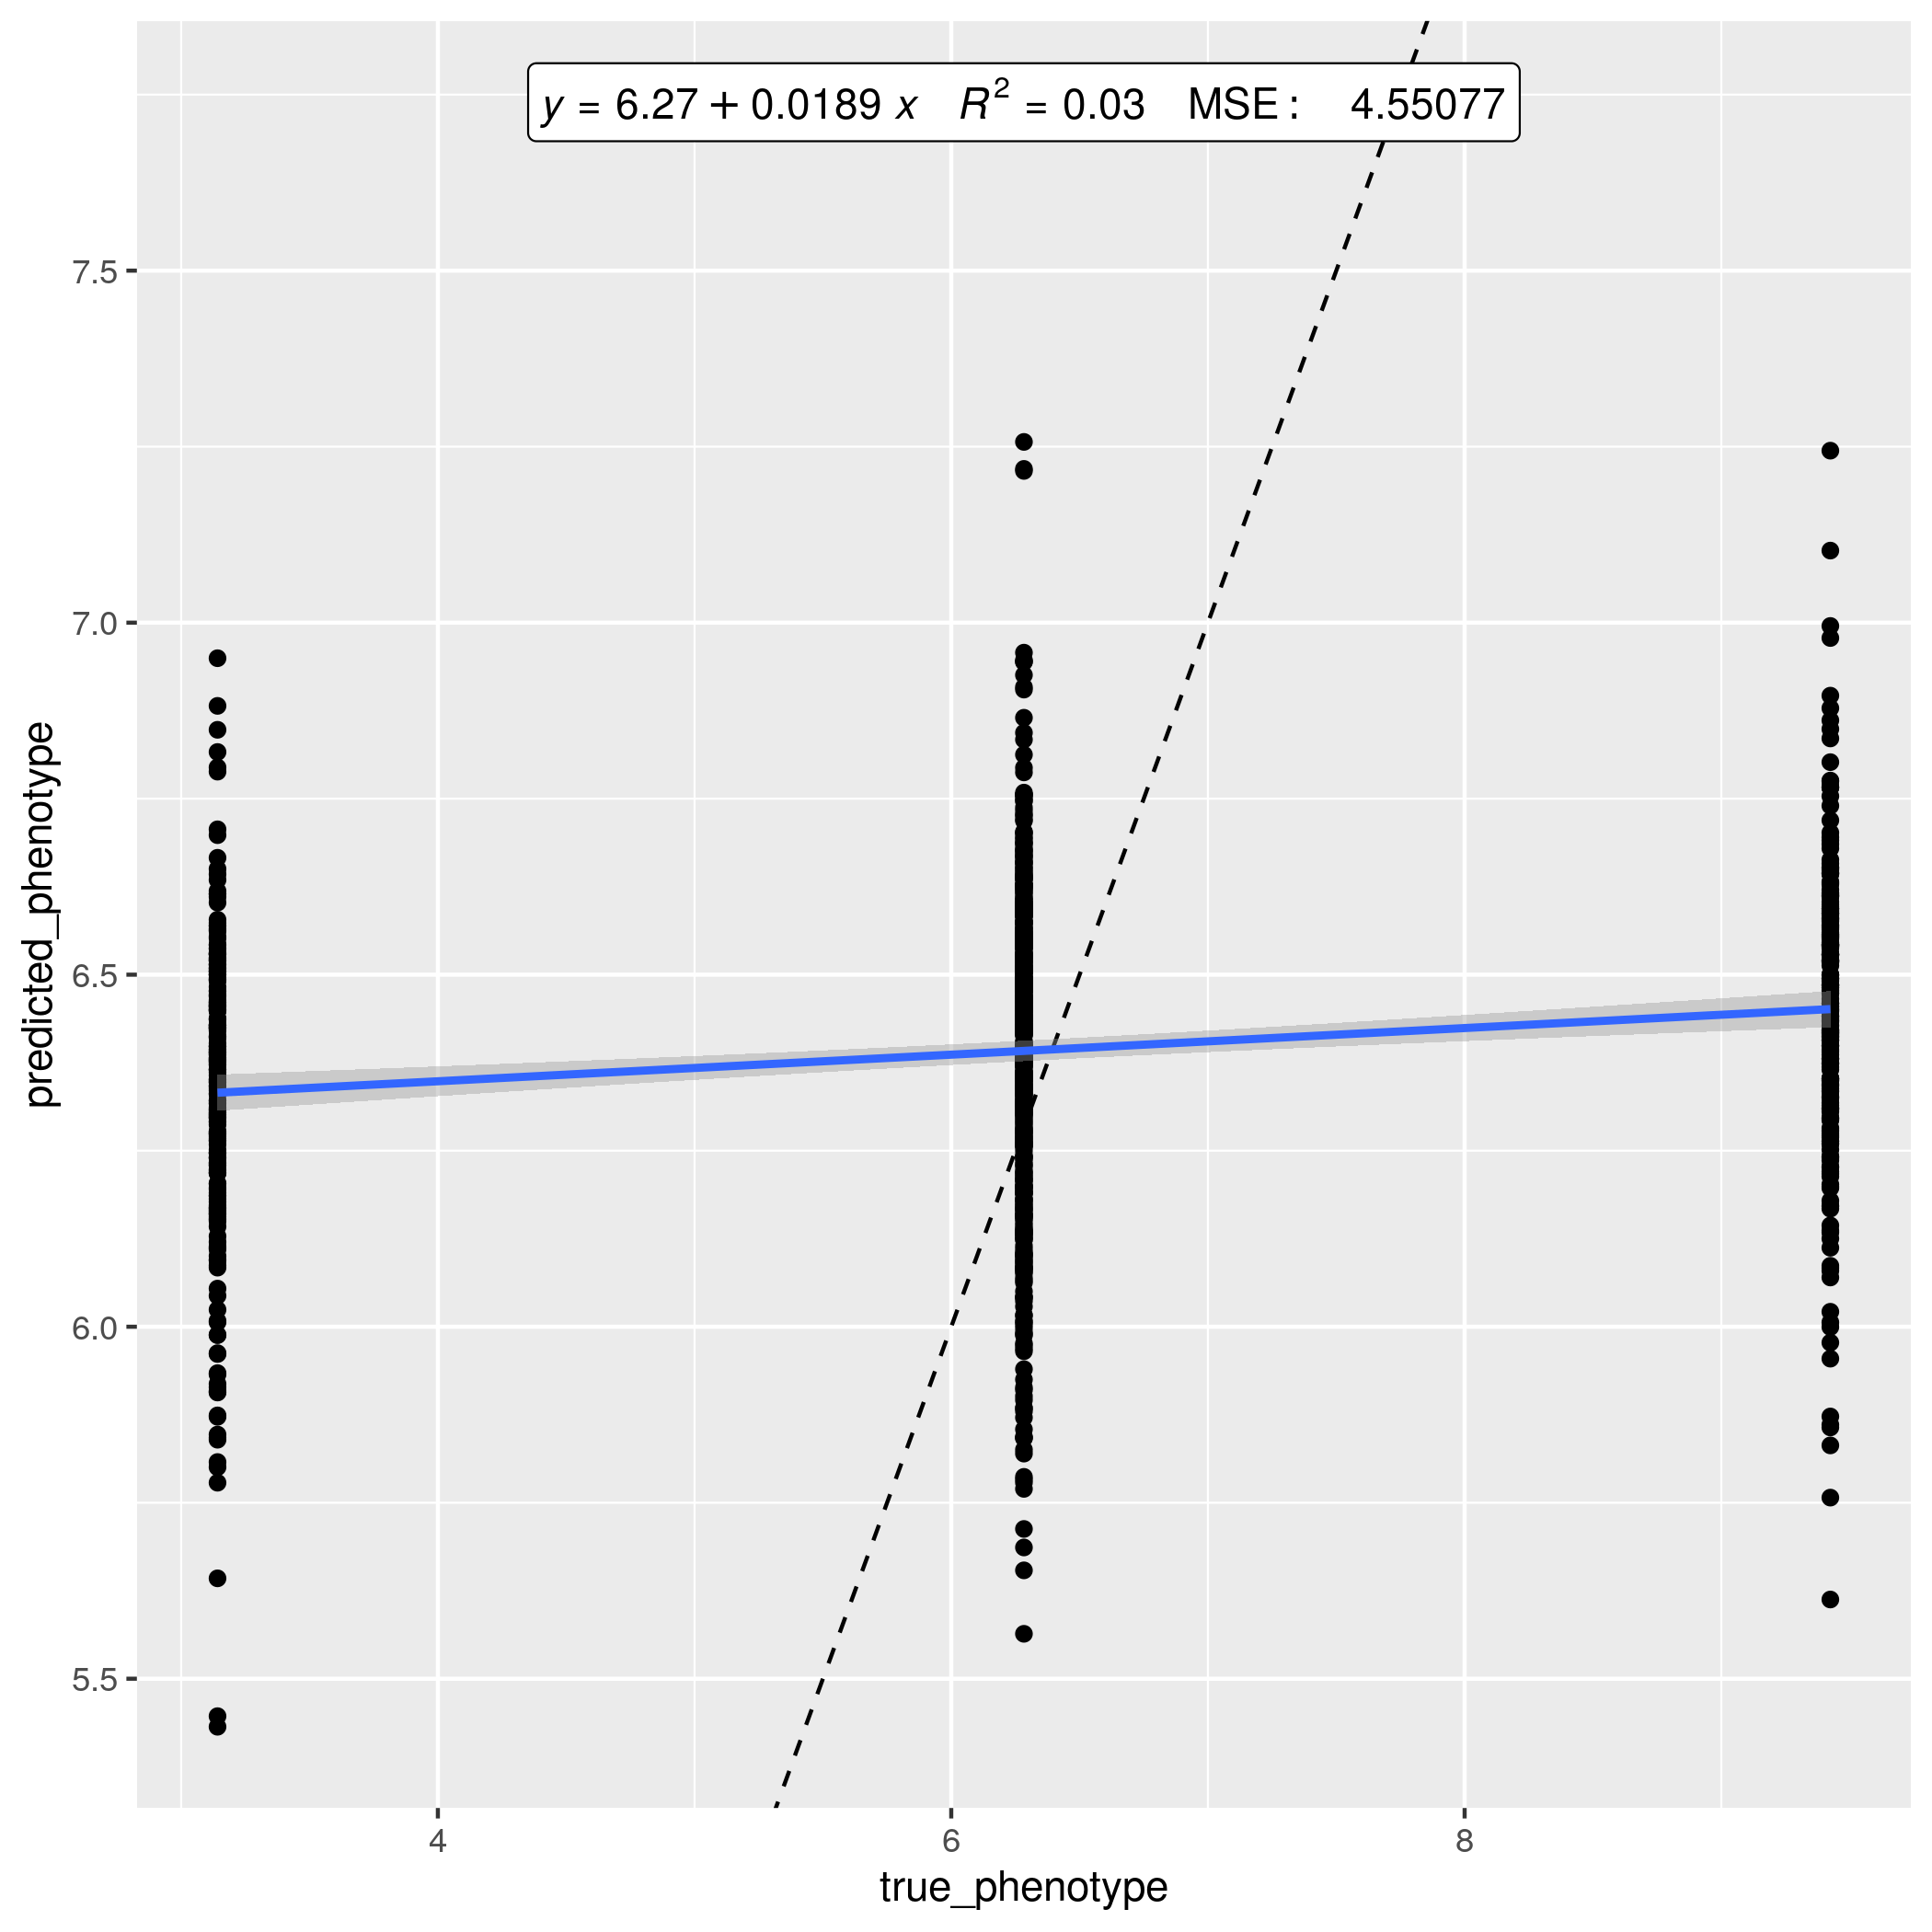 y = 6.27 + 0.0189 x R² = 0.03 MSE : 4.55077
7.5
7.0
6.5
6.0
5.5
predicted_phenotype
4 6 8
true_phenotype